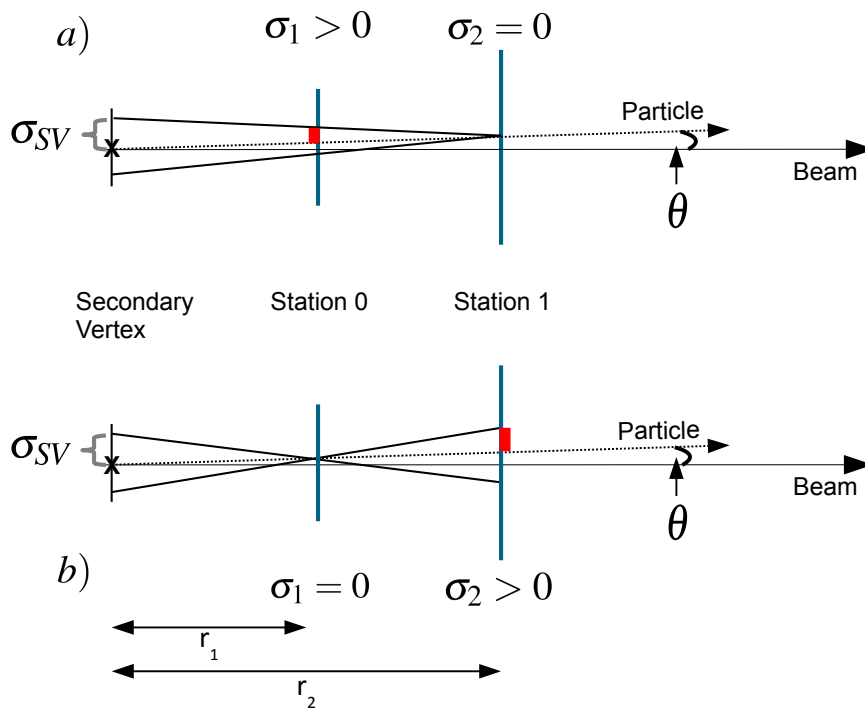 a)
σ1 > 0
σ2 = 0
σSV
X
Particle
Beam
θ
Secondary
Vertex
Station 0
Station 1
σSV
X
Particle
Beam
θ
b)
σ1 = 0
σ2 > 0
r1
r2